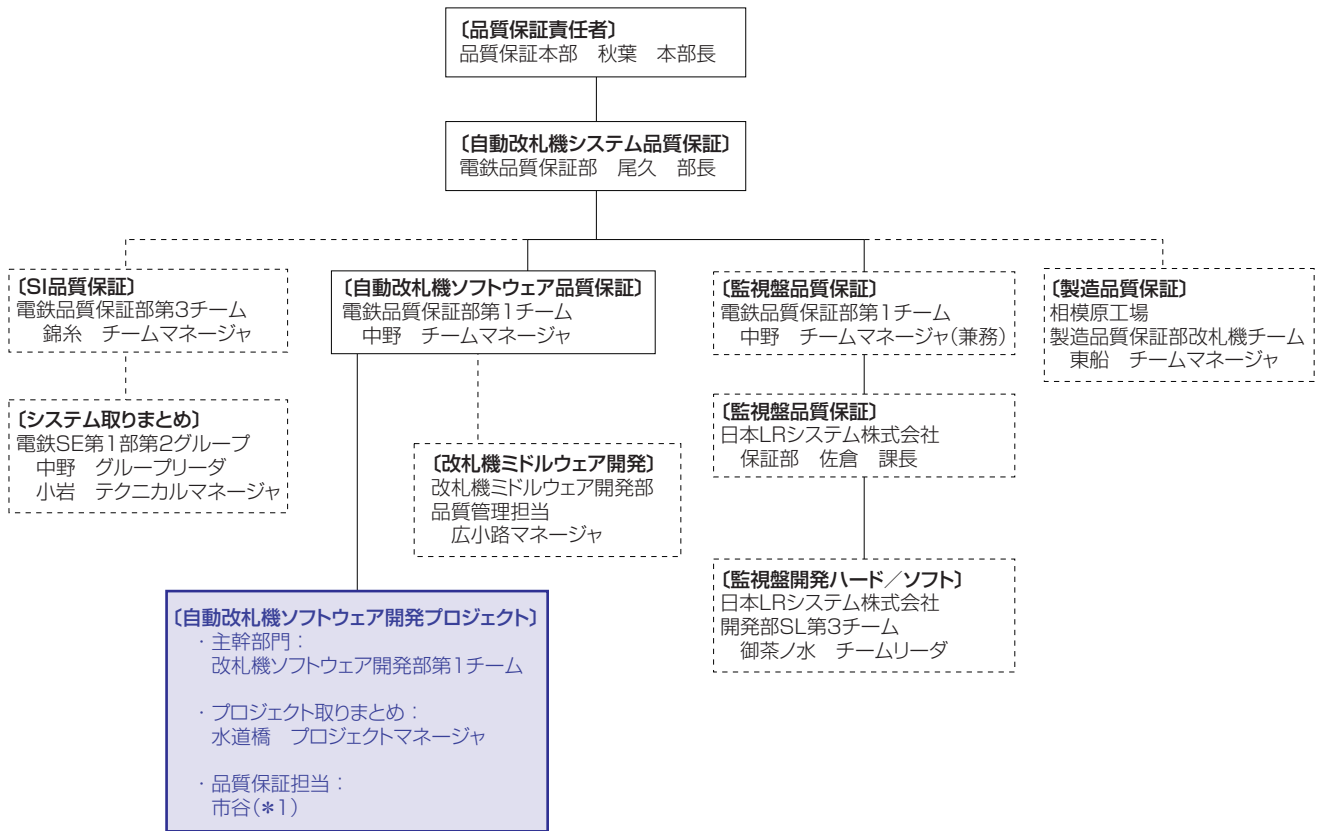 〔品質保証責任者〕
品質保証本部　秋葉　本部長
〔自動改札機システム品質保証〕
電鉄品質保証部　尾久　部長
〔SI品質保証〕
電鉄品質保証部第3チーム
錦糸　チームマネージャ
〔自動改札機ソフトウェア品質保証〕
電鉄品質保証部第1チーム
中野　チームマネージャ
〔監視盤品質保証〕
電鉄品質保証部第1チーム
中野　チームマネージャ(兼務)
〔製造品質保証〕
相模原工場
製造品質保証部改札機チーム
東船　チームマネージャ
〔システム取りまとめ〕
電鉄SE第1部第2グループ
中野　グループリーダ
小岩　テクニカルマネージャ
〔改札機ミドルウェア開発〕
改札機ミドルウェア開発部
品質管理担当
広小路マネージャ
〔監視盤品質保証〕
日本LRシステム株式会社
保証部　佐倉　課長
〔監視盤開発ハード／ソフト〕
日本LRシステム株式会社
開発部SL第3チーム
御茶ノ水　チームリーダ
〔自動改札機ソフトウェア開発プロジェクト〕
・主幹部門：
改札機ソフトウェア開発部第1チーム
・プロジェクト取りまとめ：
水道橋　プロジェクトマネージャ
・品質保証担当：
市谷(＊1)